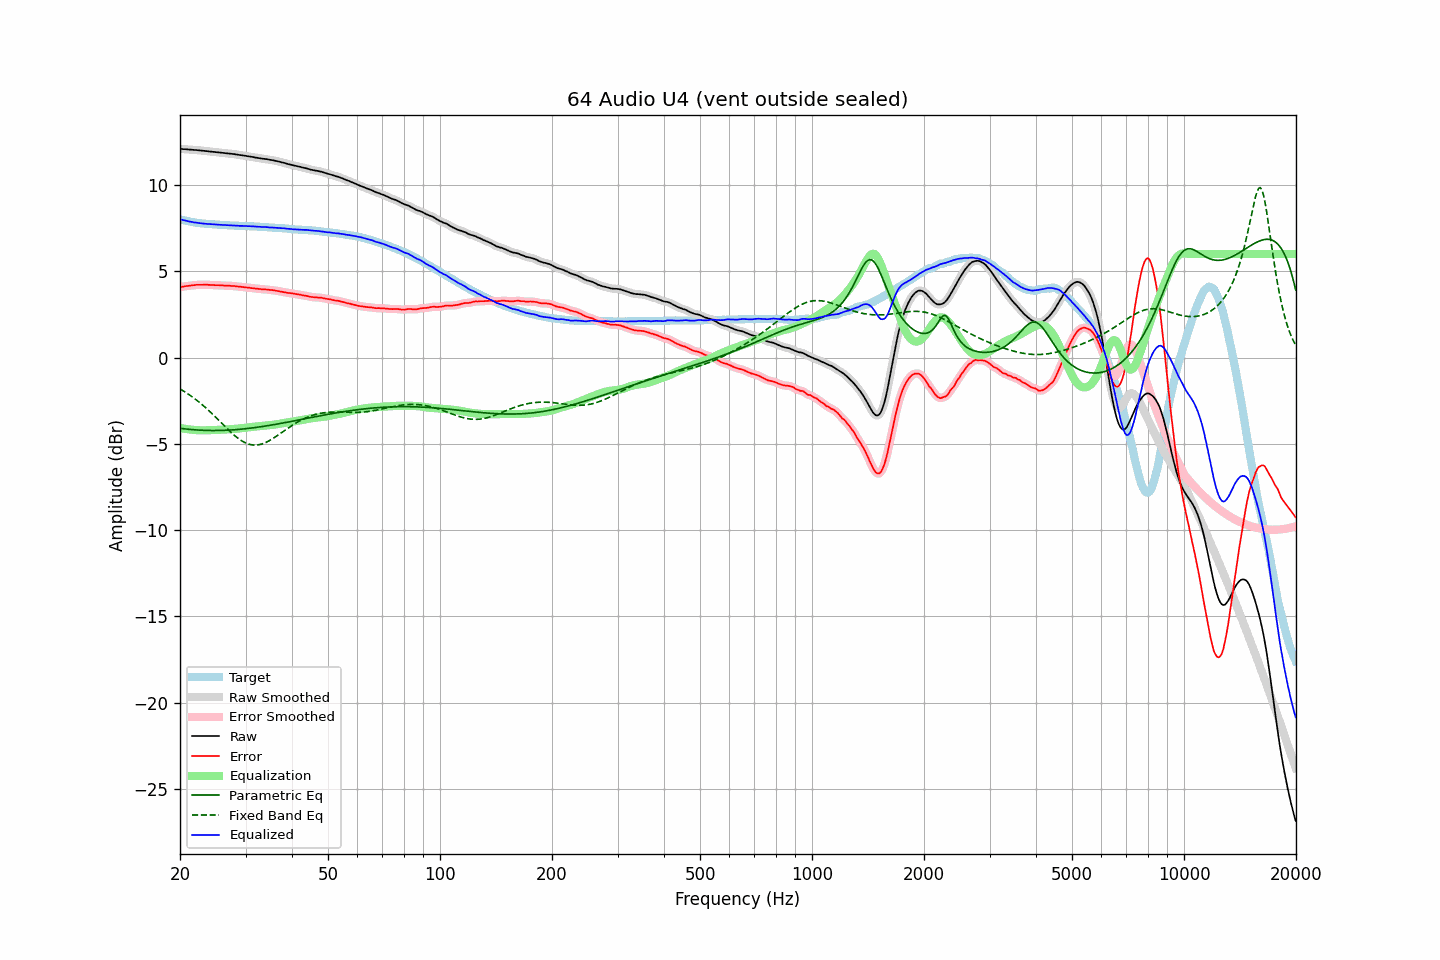 64 Audio U4 (vent outside sealed)
Amplitude (dBr)
10
5
0
−5
−10
−15
−20
−25
Target
Raw Smoothed
Error Smoothed
Raw
Error
Equalization
Parametric Eq
Fixed Band Eq
Equalized
20 50 100 200 500 1000 2000 5000 10000 20000
Frequency (Hz)